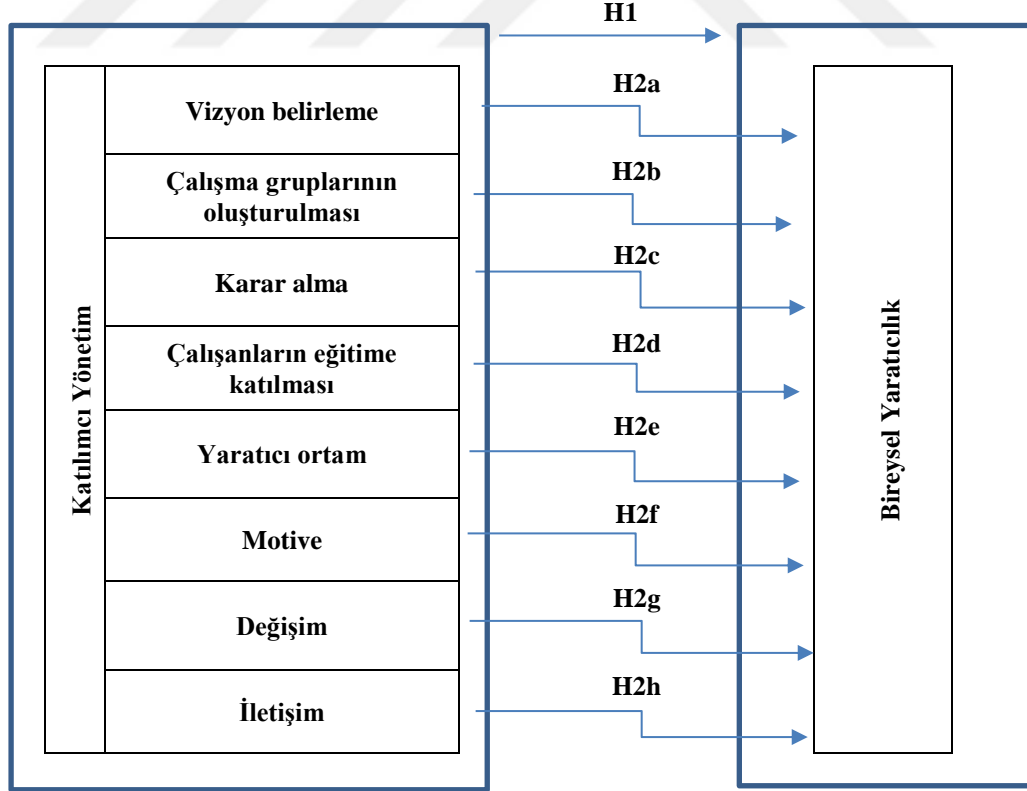 H1
Katılımcı Yönetim
Vizyon belirleme
H2a
Çalışma gruplarının
oluşturulması
H2b
Karar alma
H2c
Çalışanların eğitime
katılması
H2d
Yaratıcı ortam
H2e
Motive
H2f
Değişim
H2g
İletişim
H2h
Bireysel Yaratıcılık